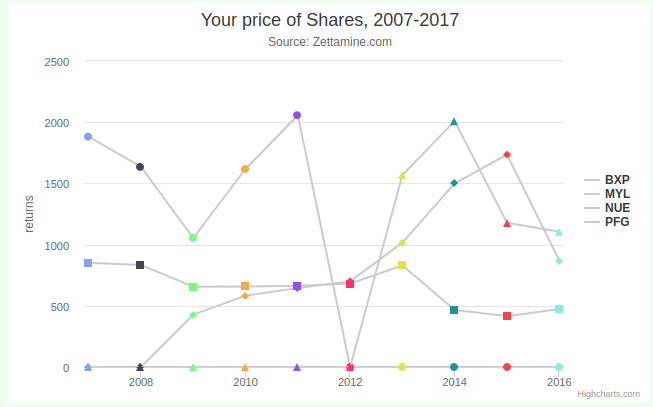 Your price of Shares, 2007-2017
Source: Zettamine.com
returns
2500
2000
1500
1000
500
0
2008
2010
2012
2014
2016
BXP
MYL
NUE
PFG
Highcharts.com